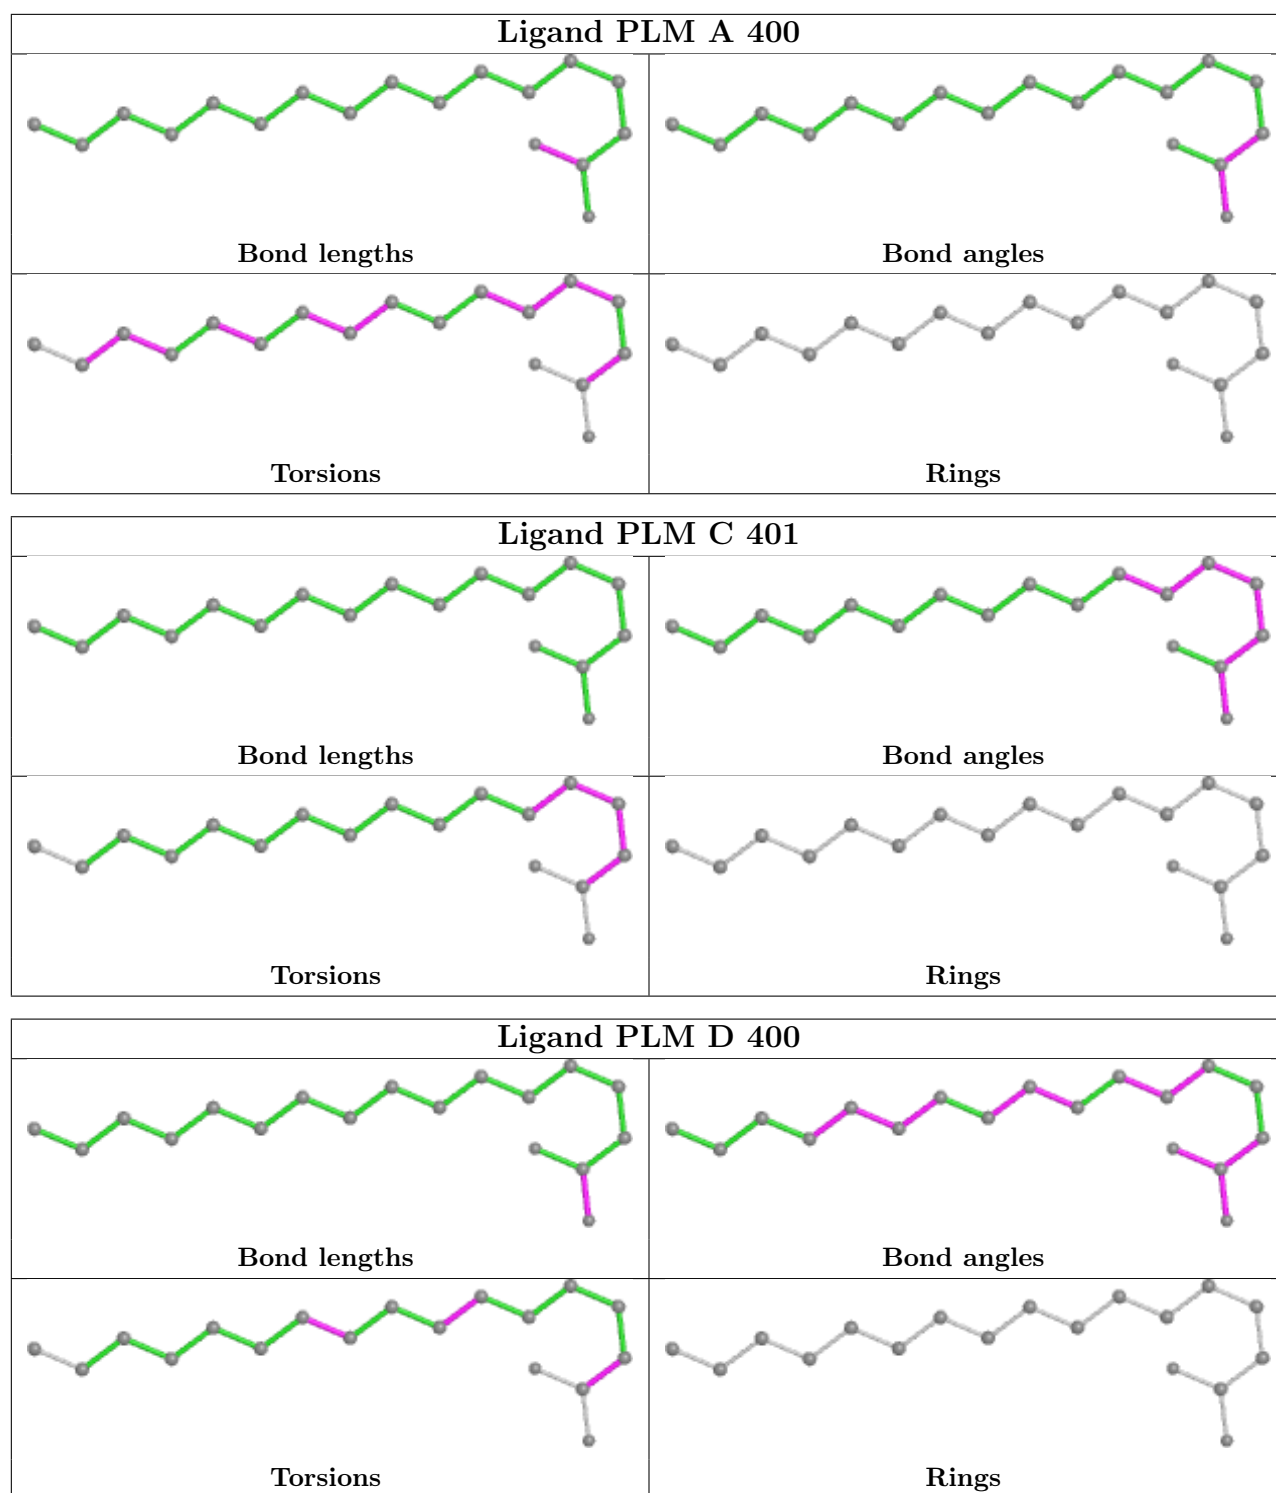 Ligand PLM A 400
Bond lengths
Bond angles
Torsions
Rings
Ligand PLM C 401
Bond lengths
Bond angles
Torsions
Rings
Ligand PLM D 400
Bond lengths
Bond angles
Torsions
Rings